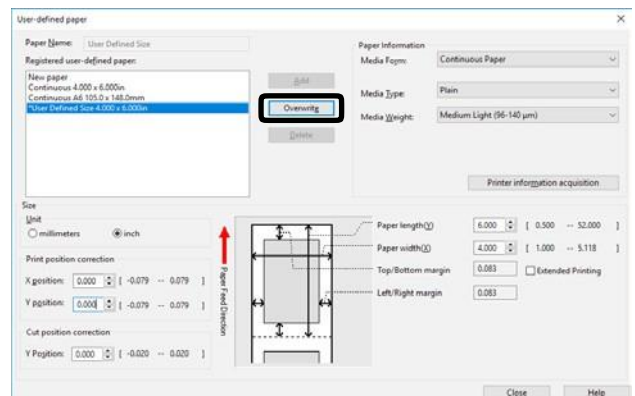 User-defined paper
Paper Name: User Defined Size
Registered user-defined paper:
New paper
Continuous 4.000 x 6.000in
Continuous A6 105.0 x 148.0mm
*User Defined Size 4.000 x 6.000in
Add
Overwrite
Delete
Paper Information
Media Form: Continuous Paper
Media Type: Plain
Media Weight: Medium Light (96-140 μm)
Printer information acquisition
Size
Unit
millimeters inch
Print position correction
X position: 0.000 [ -0.079 -- 0.079 ]
Y position: 0.000 [ -0.079 -- 0.079 ]
Cut position correction
Y Position: 0.000 [ -0.020 -- 0.020 ]
Paper Feed Direction
Paper length(Y) 6.000 [ 0.500 -- 52.000 ]
Paper width(X) 4.000 [ 1.000 -- 5.118 ]
Top/Bottom margin 0.083 Extended Printing
Left/Right margin 0.083
Close Help